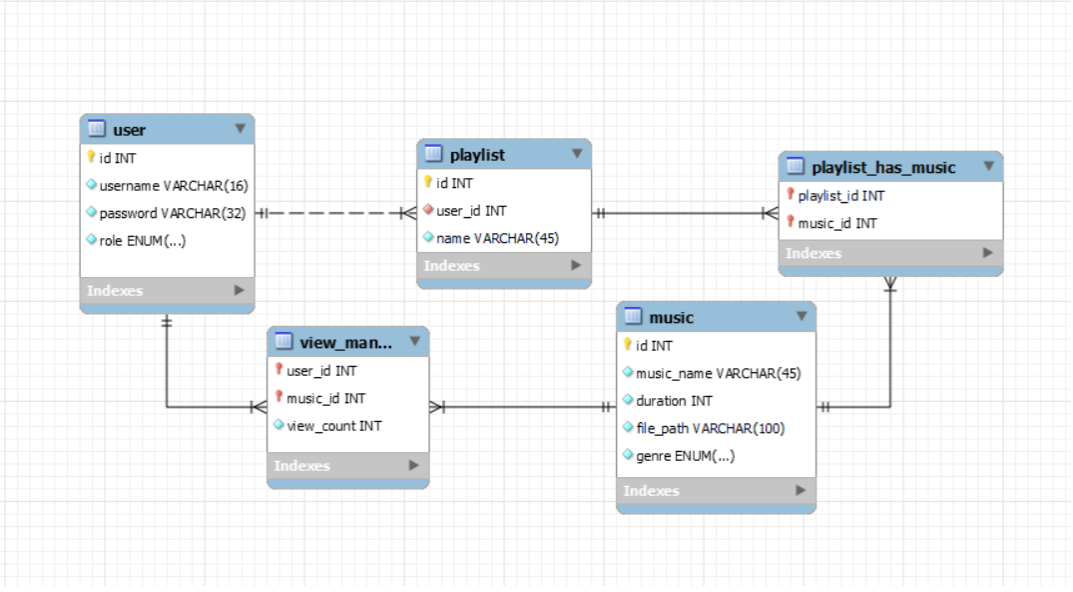 user
id INT
username VARCHAR(16)
password VARCHAR(32)
role ENUM(...)
Indexes
playlist
id INT
user_id INT
name VARCHAR(45)
Indexes
playlist_has_music
playlist_id INT
music_id INT
Indexes
view_man...
user_id INT
music_id INT
view_count INT
Indexes
music
id INT
music_name VARCHAR(45)
duration INT
file_path VARCHAR(100)
genre ENUM(...)
Indexes